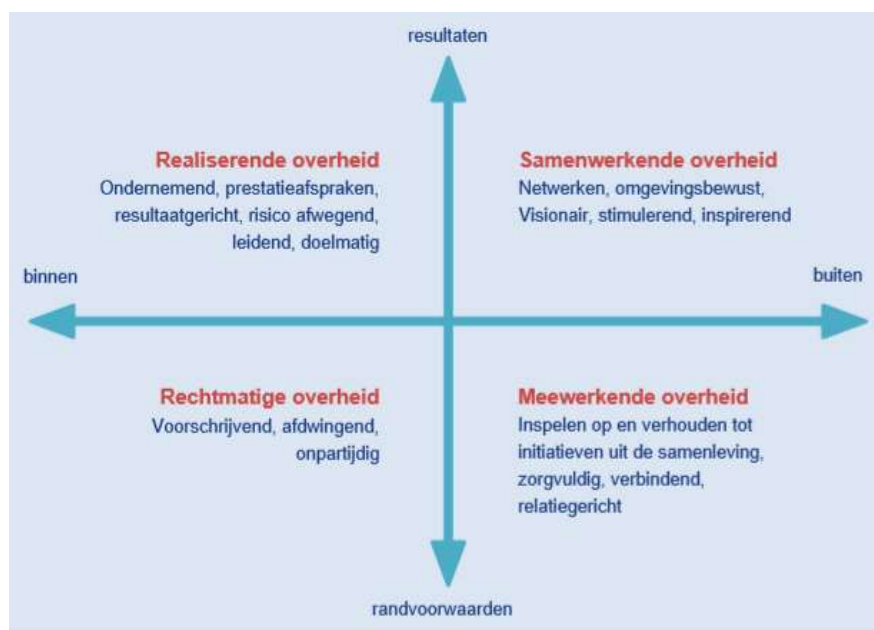 resultaten
Realiserende overheid
Ondernemend, prestatieafspraken,
resultaatgericht, risico afwegend,
leidend, doelmatig
Samenwerkende overheid
Netwerken, omgevingsbewust,
Visionair, stimulerend, inspirerend
binnen
buiten
Rechtmatige overheid
Voorschrijvend, afdwingend,
onpartijdig
Meewerkende overheid
Inspelen op en verhouden tot
initiatieven uit de samenleving,
zorgvuldig, verbindend,
relatiegericht
randvoorwaarden